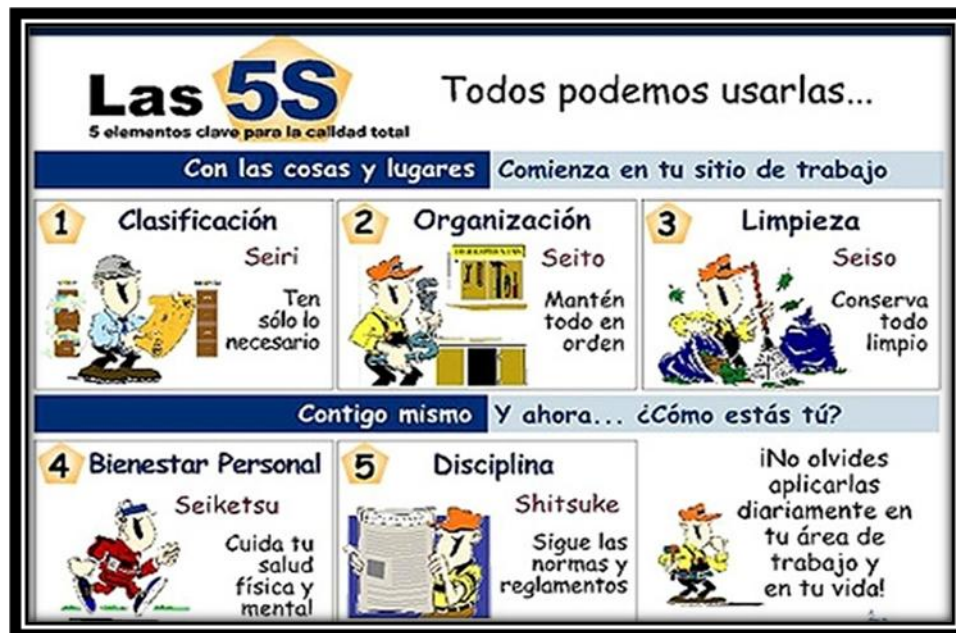 Las 5S
5 elementos clave para la calidad total
Todos podemos usarlas...
Con las cosas y lugares
Comienza en tu sitio de trabajo
1 Clasificación
Seiri
Ten
sólo lo
necesario
2 Organización
Seito
Mantén
todo en
orden
3 Limpieza
Seiso
Conserva
todo
limpio
Contigo mismo
Y ahora... ¿Cómo estás tú?
4 Bienestar Personal
Seiketsu
Cuida tu
salud
física y
mental
5 Disciplina
Shitsuke
Sigue las
normas y
reglamentos
¡No olvides
aplicarlas
diariamente en
tu área de
trabajo y
en tu vida!